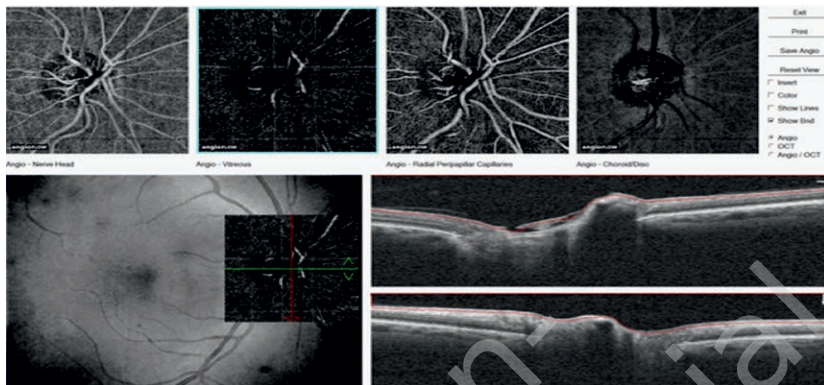 Exit
Print
Save Angio
Reset View
Invert
Color
Show Lines
Show Bnd
Angio
OCT
Angio / OCT
Angio - Nerve Head
Angio - Vitreous
Angio - Radial Peripapillar Capillaries
Angio - Choroid/Disc